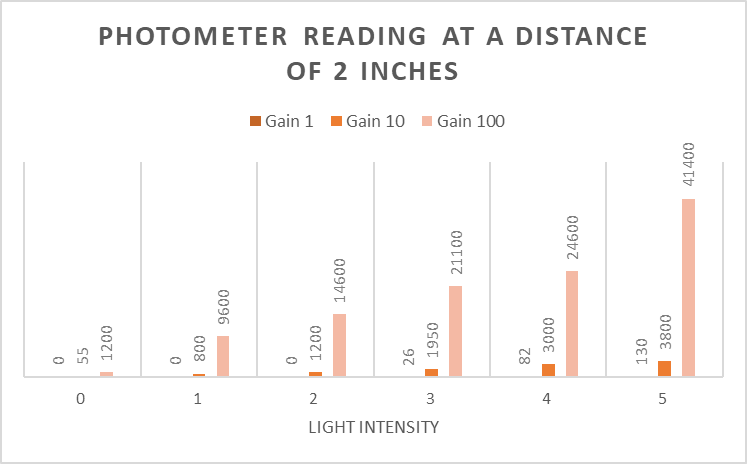 PHOTOMETER READING AT A DISTANCE
OF 2 INCHES
Gain 1 Gain 10 Gain 100
0 55 1200 0 800 9600 0 1200 14600 26 1950 21100 82 3000 24600 130 3800 41400
0 1 2 3 4 5
LIGHT INTENSITY